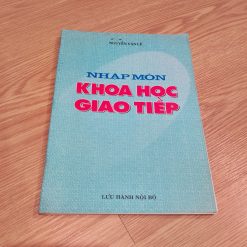 NGUYỄN VĂN LÊ
NHẬP MÔN
KHOA HỌC
GIAO TIẾP
LƯU HÀNH NỘI BỘ